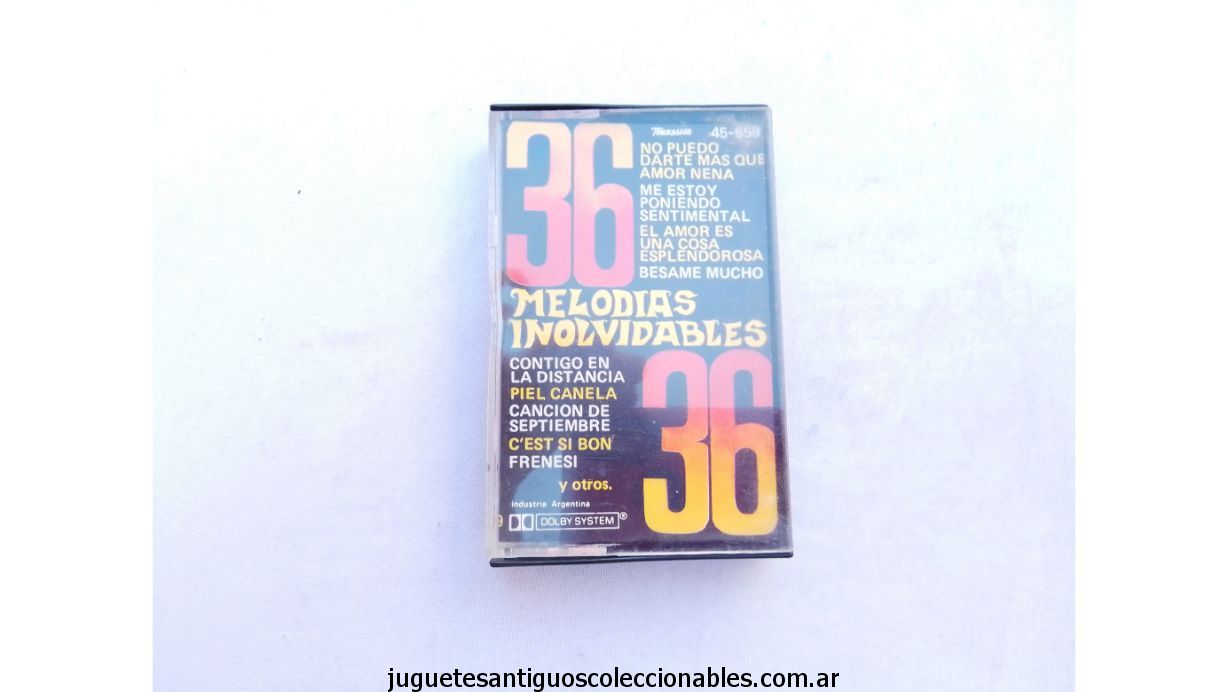 36
45-659
NO PUEDO
DARTE MAS QUE
AMOR NENA
ME ESTOY
PONIENDO
SENTIMENTAL
EL AMOR ES
UNA COSA
ESPLENDOROSA
BESAME MUCHO
MELODIAS
INOLVIDABLES
CONTIGO EN
LA DISTANCIA
PIEL CANELA
CANCION DE
SEPTIEMBRE
C'EST SI BON
FRENESI
y otros.
36
Industria Argentina
DOLBY SYSTEM®
juguetesantiguoscoleccionables.com.ar